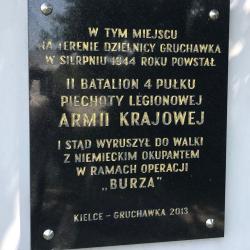 W TYM MIEJSCU
NA TERENIE DZIELNICY GRUCHAWKA
W SIERPNIU 1944 ROKU POWSTAŁ
II BATALION 4 PUŁKU
PIECHOTY LEGIONOWEJ
ARMII KRAJOWEJ
I STĄD WYRUSZYŁ DO WALKI
Z NIEMIECKIM OKUPANTEM
W RAMACH OPERACJI
„BURZA”
KIELCE – GRUCHAWKA 2013